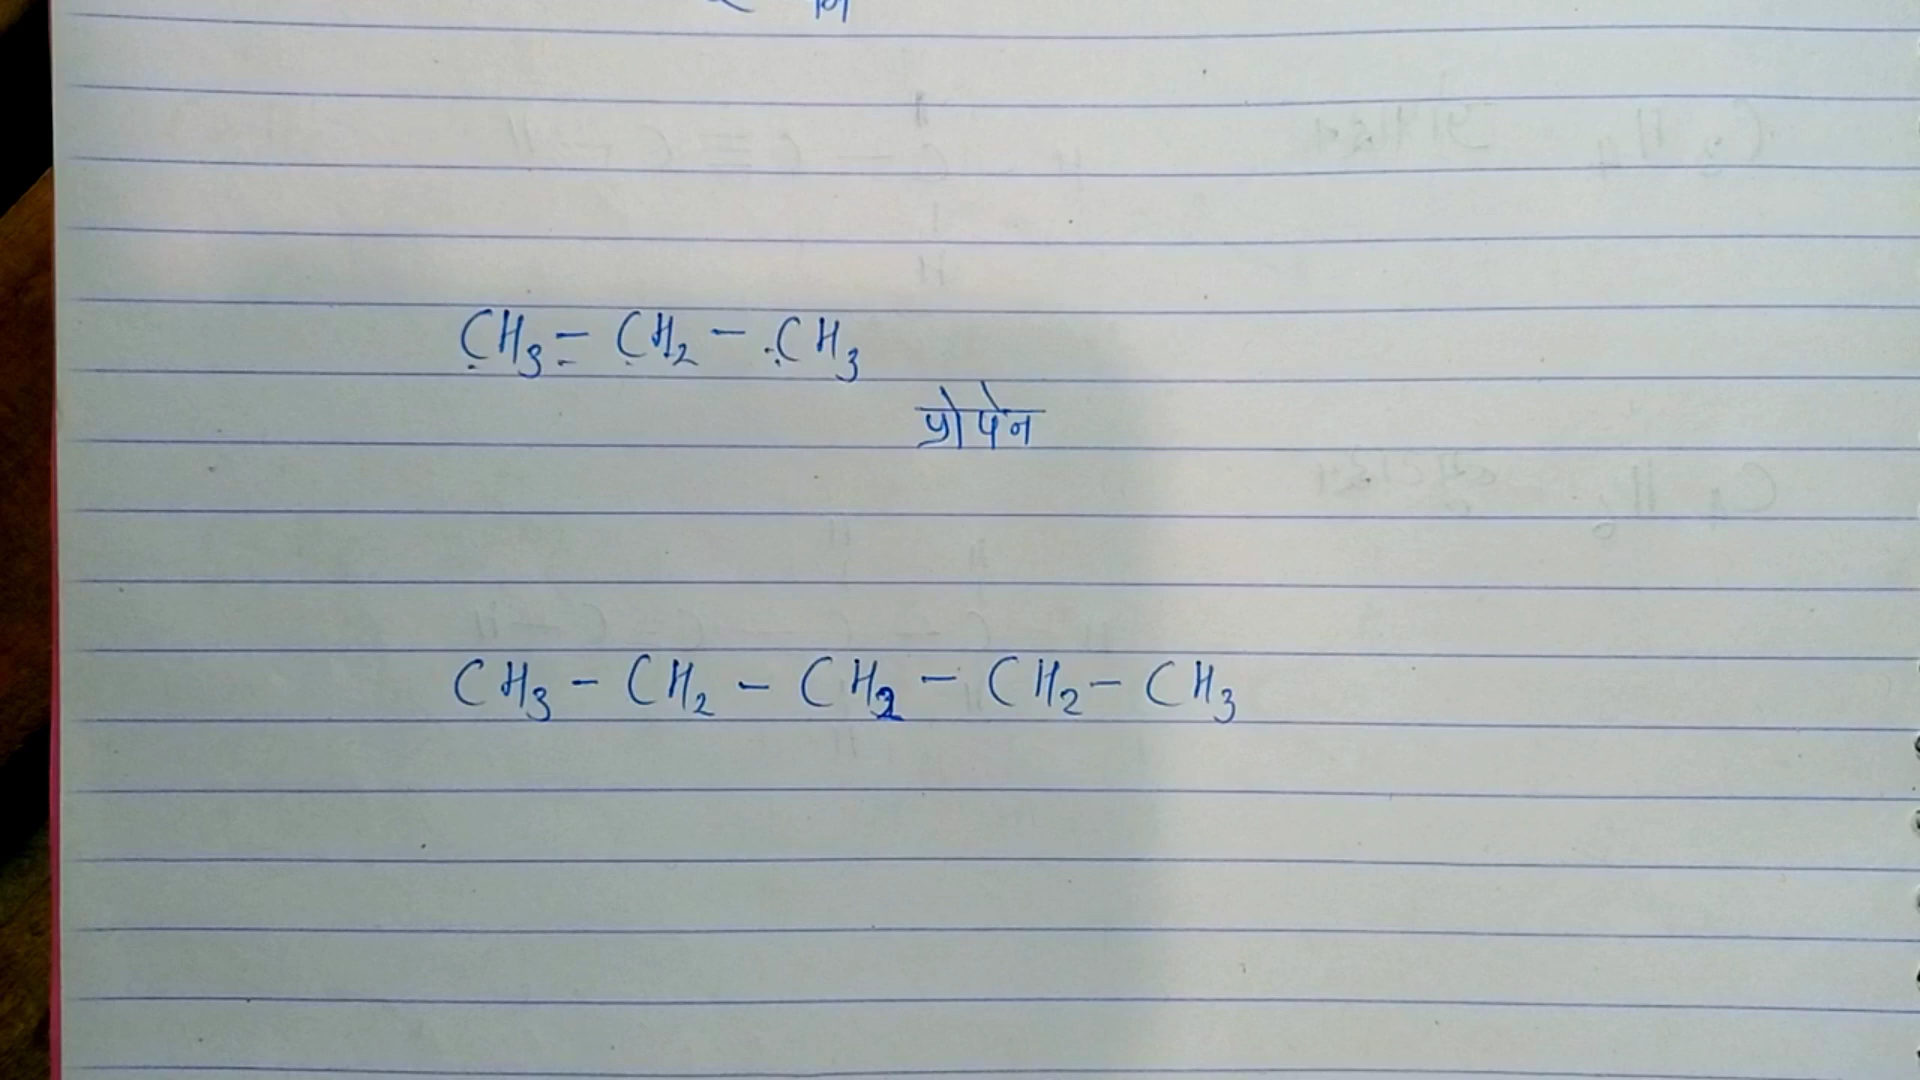 CH₃ = CH₂ - CH₃
प्रोपेन
CH₃ - CH₂ - CH₂ - CH₂ - CH₃